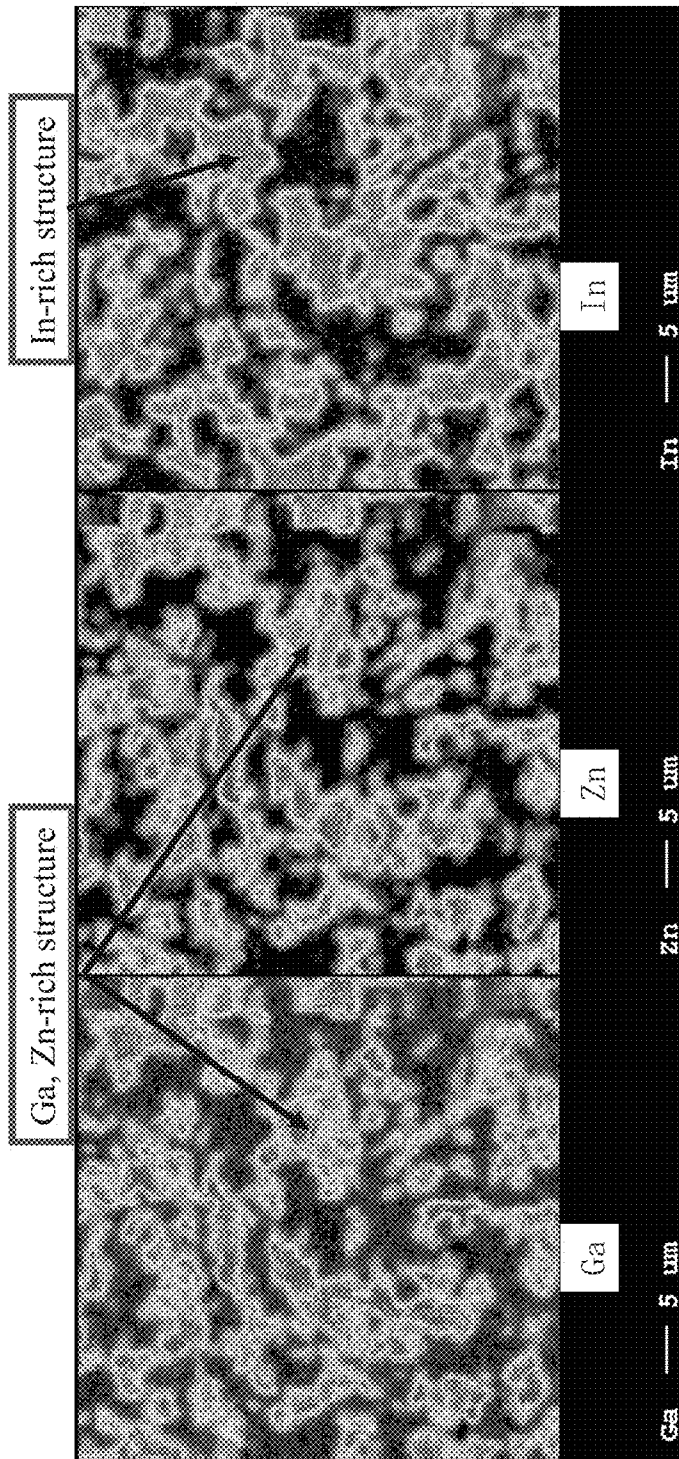 Ga, Zn-rich structure
In-rich structure
Ga
Zn
In
Ga — 5 um
Zn — 5 um
In — 5 um